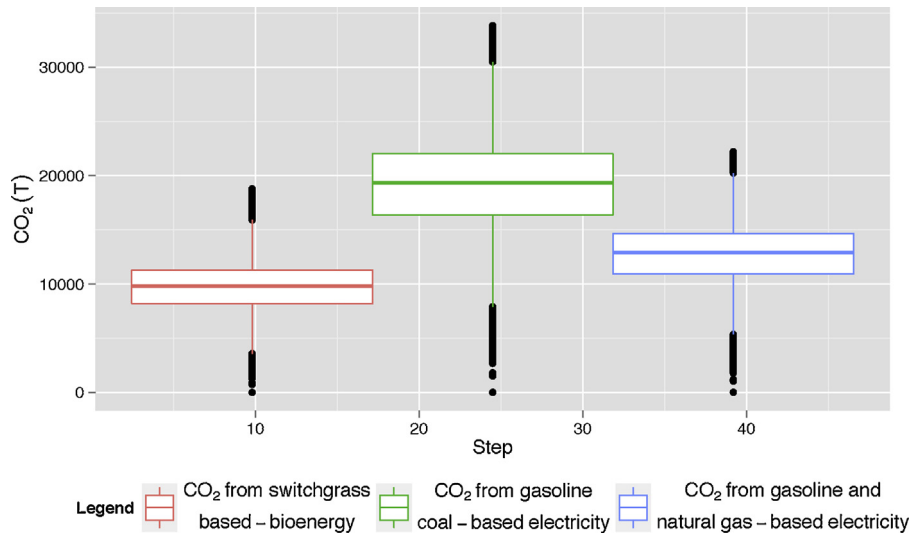 CO₂ (T)
30000
20000
10000
0
10 20 30 40
Step
Legend
CO₂ from switchgrass
based – bioenergy
CO₂ from gasoline
coal – based electricity
CO₂ from gasoline and
natural gas – based electricity